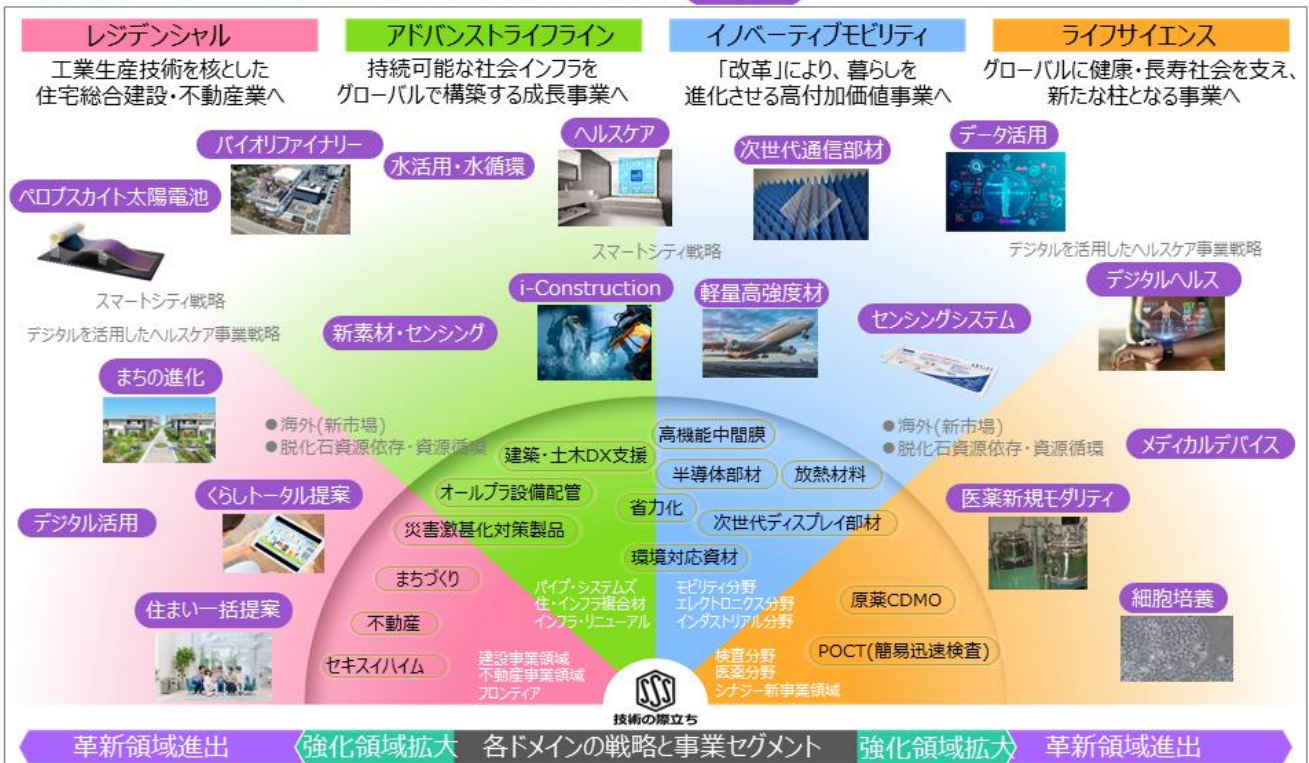 レジデンシャル
アドバンストライフライン
イノベーティブモビリティ
ライフサイエンス
工業生産技術を核とした
住宅総合建設・不動産業へ
持続可能な社会インフラを
グローバルで構築する成長事業へ
「改革」により、暮らしを
進化させる高付加価値事業へ
グローバルに健康・長寿社会を支え、
新たな柱となる事業へ
バイオリファイナリー
水活用・水循環
ヘルスケア
次世代通信部材
データ活用
ペロブスカイト太陽電池
スマートシティ戦略
デジタルを活用したヘルスケア事業戦略
スマートシティ戦略
デジタルを活用したヘルスケア事業戦略
新素材・センシング
i-Construction
軽量高強度材
センシングシステム
デジタルヘルス
まちの進化
●海外(新市場)
●脱化石資源依存・資源循環
●海外(新市場)
●脱化石資源依存・資源循環
メディカルデバイス
高機能中間膜
建築・土木DX支援
半導体部材
放熱材料
オールプラ設備配管
省力化
次世代ディスプレイ部材
災害激甚化対策製品
環境対応資材
くらしトータル提案
デジタル活用
医薬新規モダリティ
まちづくり
パイプ・システムズ
住・インフラ複合材
インフラ・リニューアル
モビリティ分野
エレクトロニクス分野
インダストリアル分野
原薬CDMO
細胞培養
住まい一括提案
不動産
セキスイハイム
建設事業領域
不動産事業領域
フロンティア
検査分野
医薬分野
シナジー新事業領域
POCT(簡易迅速検査)
技術の際立ち
革新領域進出
強化領域拡大
各ドメインの戦略と事業セグメント
強化領域拡大
革新領域進出